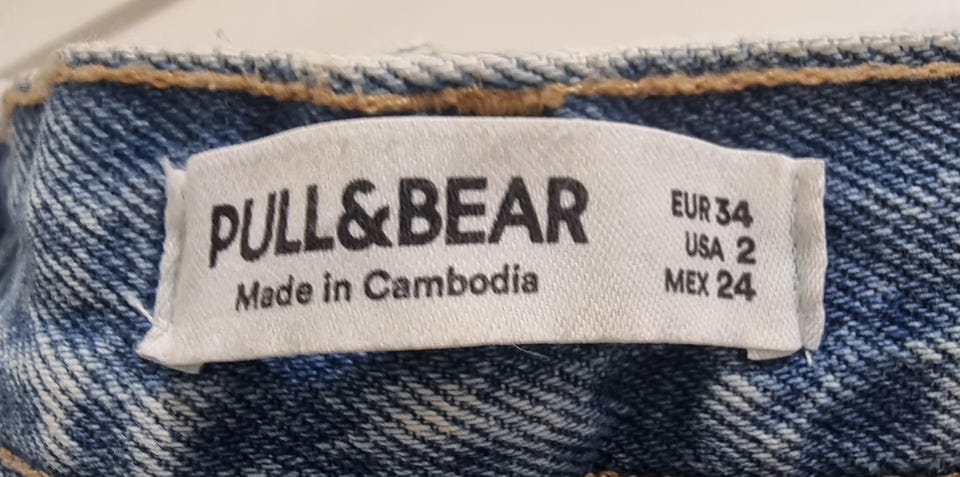 PULL&BEAR
Made in Cambodia
EUR 34
USA 2
MEX 24